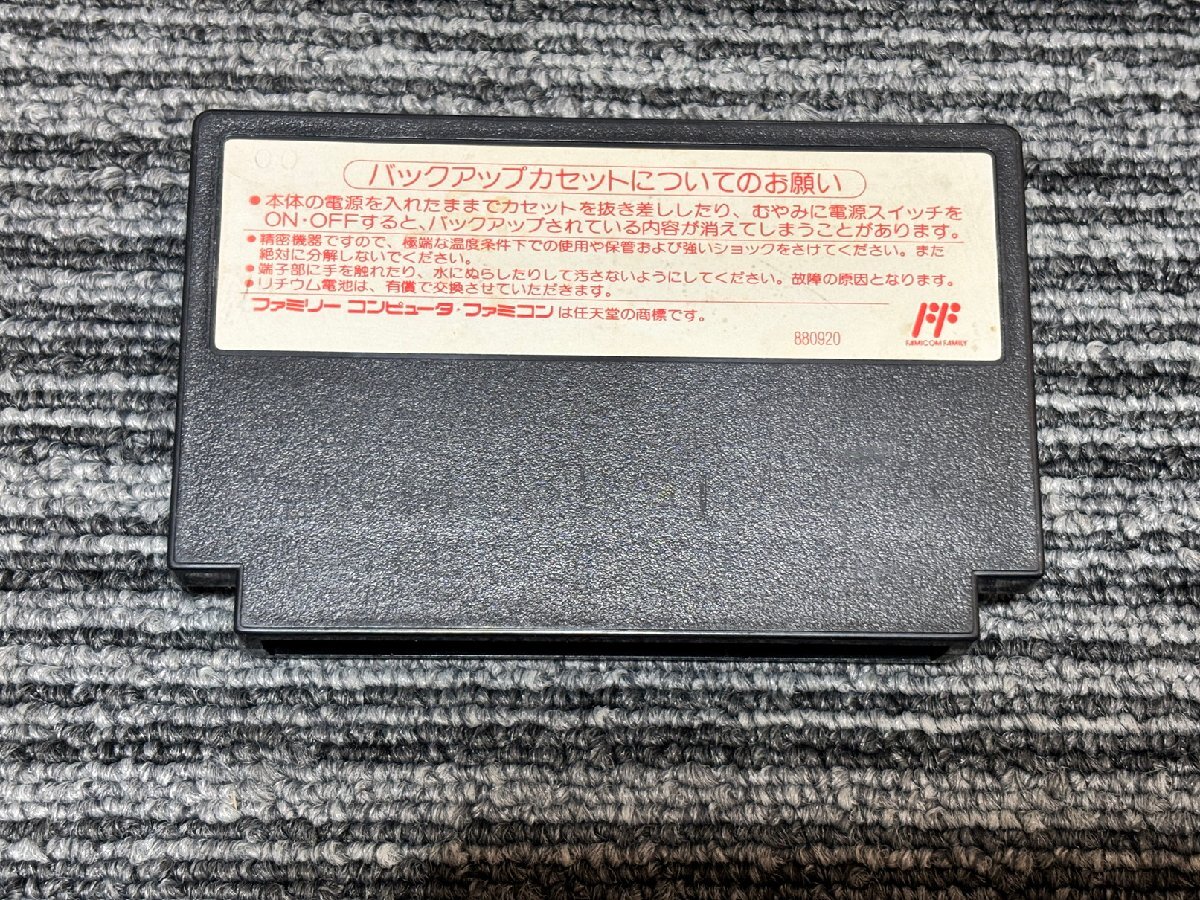 00
バックアップカセットについてのお願い
●本体の電源を入れたままでカセットを抜き差ししたり、むやみに電源スイッチを
ON・OFFすると、バックアップされている内容が消えてしまうことがあります。
●精密機器ですので、極端な温度条件下での使用や保管および強いショックをさけてください。また
絶対に分解しないでください。
●端子部に手を触れたり、水にぬらしたりして汚さないようにしてください。故障の原因となります。
●リチウム電池は、有償で交換させていただきます。
ファミリーコンピュータ・ファミコンは任天堂の商標です。
880920
FAMICOM FAMILY